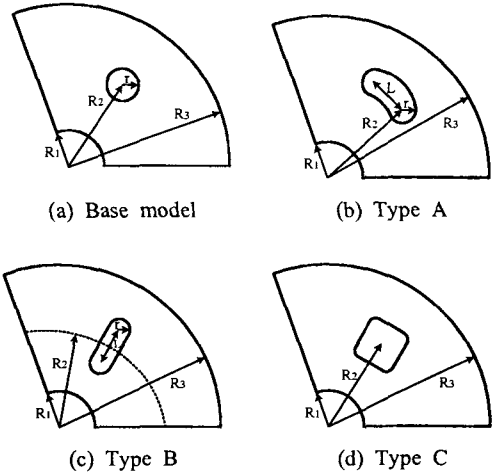 r
R2
R3
R1
(a) Base model
L
r
R2
R3
R1
(b) Type A
r
R2
R3
R1
(c) Type B
R2
R3
R1
(d) Type C